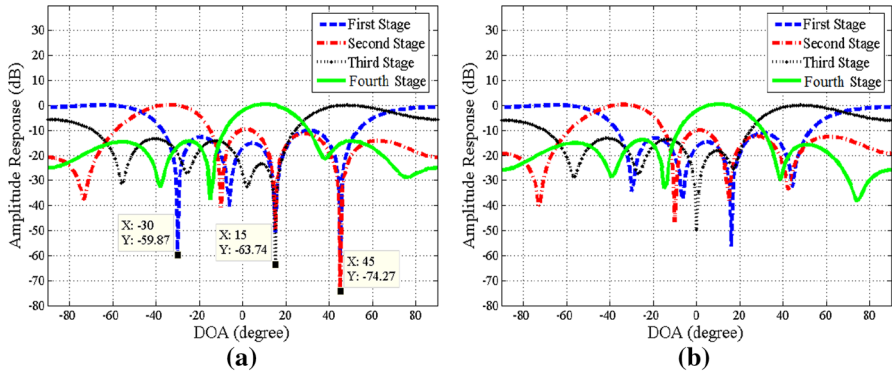 40
30
20
10
0
-10
-20
-30
-40
-50
-60
-70
-80
Amplitude Response (dB)
First Stage
Second Stage
Third Stage
Fourth Stage
X: -30
Y: -59.87
X: 15
Y: -63.74
X: 45
Y: -74.27
-80 -60 -40 -20 0 20 40 60 80
DOA (degree)
(a)
40
30
20
10
0
-10
-20
-30
-40
-50
-60
-70
-80
Amplitude Response (dB)
First Stage
Second Stage
Third Stage
Fourth Stage
-80 -60 -40 -20 0 20 40 60 80
DOA (degree)
(b)